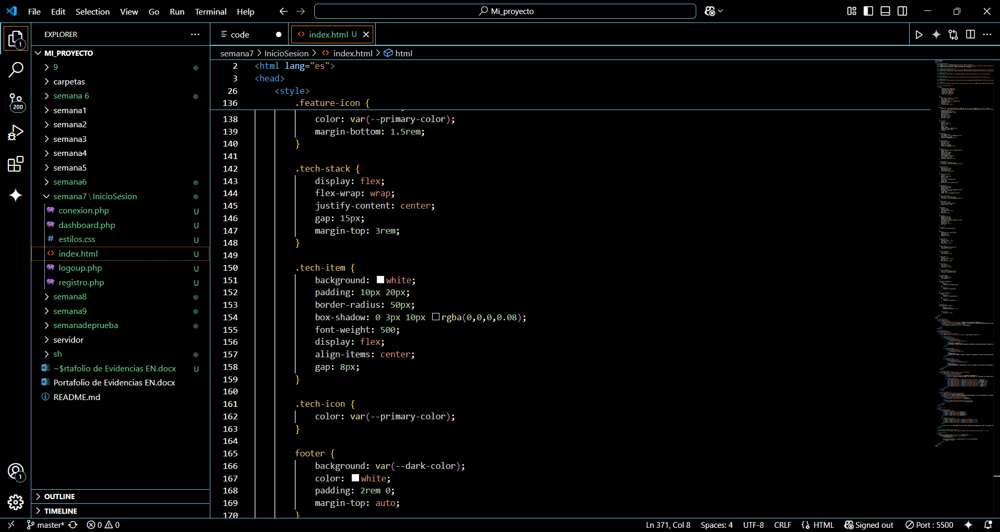 File Edit Selection View Go Run Terminal Help
Mi_proyecto
EXPLORER
1
200
MI_PROYECTO
9
carpetas
semana 6
semana1
semana2
semana3
semana4
semana5
semana6
semana7\InicioSesion
conexion.php U
dashboard.php U
# estilos.css U
<> index.html U
logoup.php U
registro.php U
semana8
semana9
semanadeprueba
servidor
sh
~$rtafolio de Evidencias EN.docx U
Portafolio de Evidencias EN.docx
README.md
OUTLINE
TIMELINE
1
code
<> index.html U
semana7 > InicioSesion > <> index.html > html
2 <html lang="es">
3 <head>
26 <style>
136 .feature-icon {
138 color: var(--primary-color);
139 margin-bottom: 1.5rem;
140 }
141
142 .tech-stack {
143 display: flex;
144 flex-wrap: wrap;
145 justify-content: center;
146 gap: 15px;
147 margin-top: 3rem;
148 }
149
150 .tech-item {
151 background: white;
152 padding: 10px 20px;
153 border-radius: 50px;
154 box-shadow: 0 3px 10px rgba(0,0,0,0.08);
155 font-weight: 500;
156 display: flex;
157 align-items: center;
158 gap: 8px;
159 }
160
161 .tech-icon {
162 color: var(--primary-color);
163 }
164
165 footer {
166 background: var(--dark-color);
167 color: white;
168 padding: 2rem 0;
169 margin-top: auto;
170 }
master* 0 0
Ln 371, Col 8 Spaces: 4 UTF-8 CRLF {} HTML Signed out Port : 5500